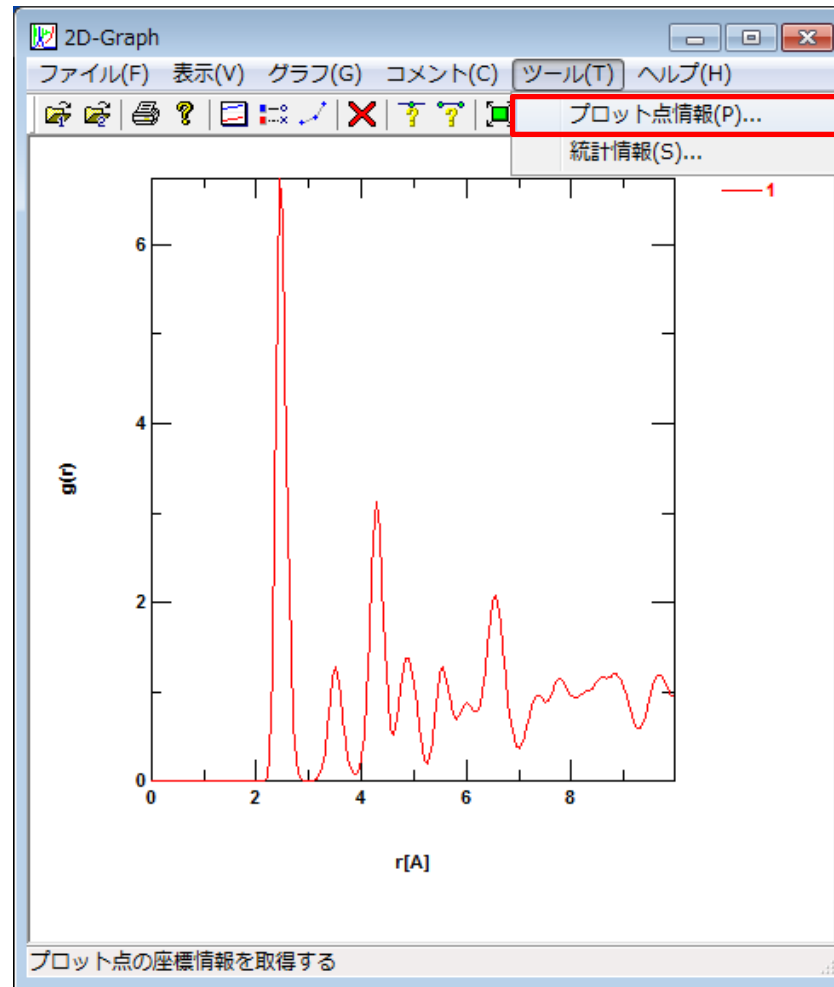 2D-Graph
ファイル(F) 表示(V) グラフ(G) コメント(C) ツール(T) ヘルプ(H)
プロット点情報(P)...
統計情報(S)...
1
6
4
2
0
g(r)
0 2 4 6 8
r[A]
プロット点の座標情報を取得する